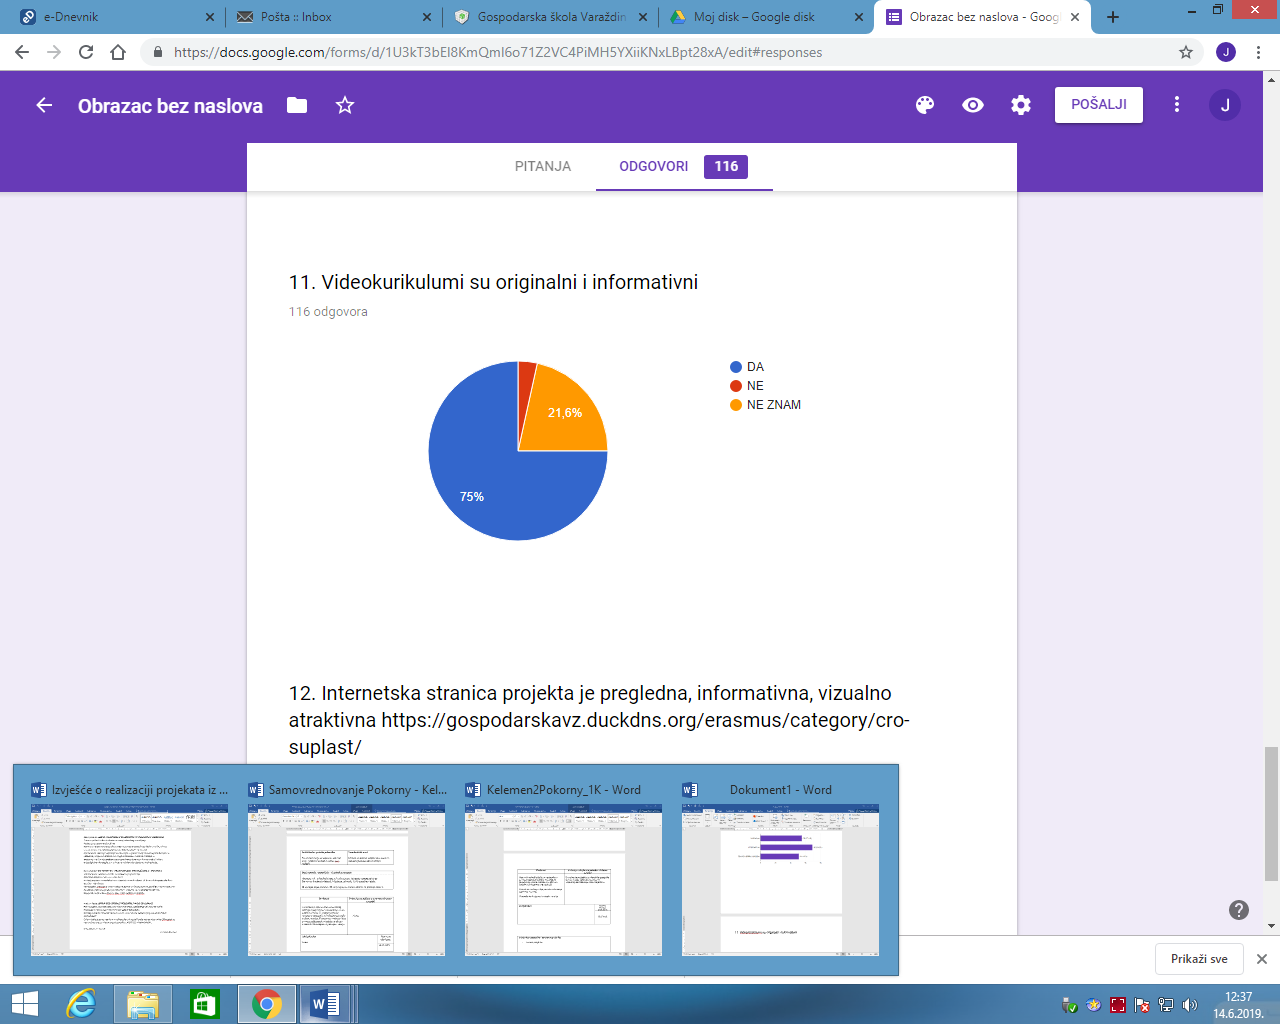 e-Dnevnik
Pošta :: Inbox
Gospodarska škola Varaždin
Moj disk – Google disk
Obrazac bez naslova - Goog
https://docs.google.com/forms/d/1U3kT3bEl8KmQmI6o71Z2VC4PiMH5YXiiKNxLBpt28xA/edit#responses
J
Obrazac bez naslova
POŠALJI
J
PITANJA
ODGOVORI
116
11. Videokurikulumi su originalni i informativni
116 odgovora
DA
NE
NE ZNAM
21,6%
75%
12. Internetska stranica projekta je pregledna, informativna, vizualno
atraktivna https://gospodarskavz.duckdns.org/erasmus/category/cro-
suplast/
Izvješće o realizaciji projekata iz ...
Samovrednovanje Pokorny - Kel...
Kelemen2Pokorny_1K - Word
Dokument1 - Word
Prikaži sve
12:37
14.6.2019.